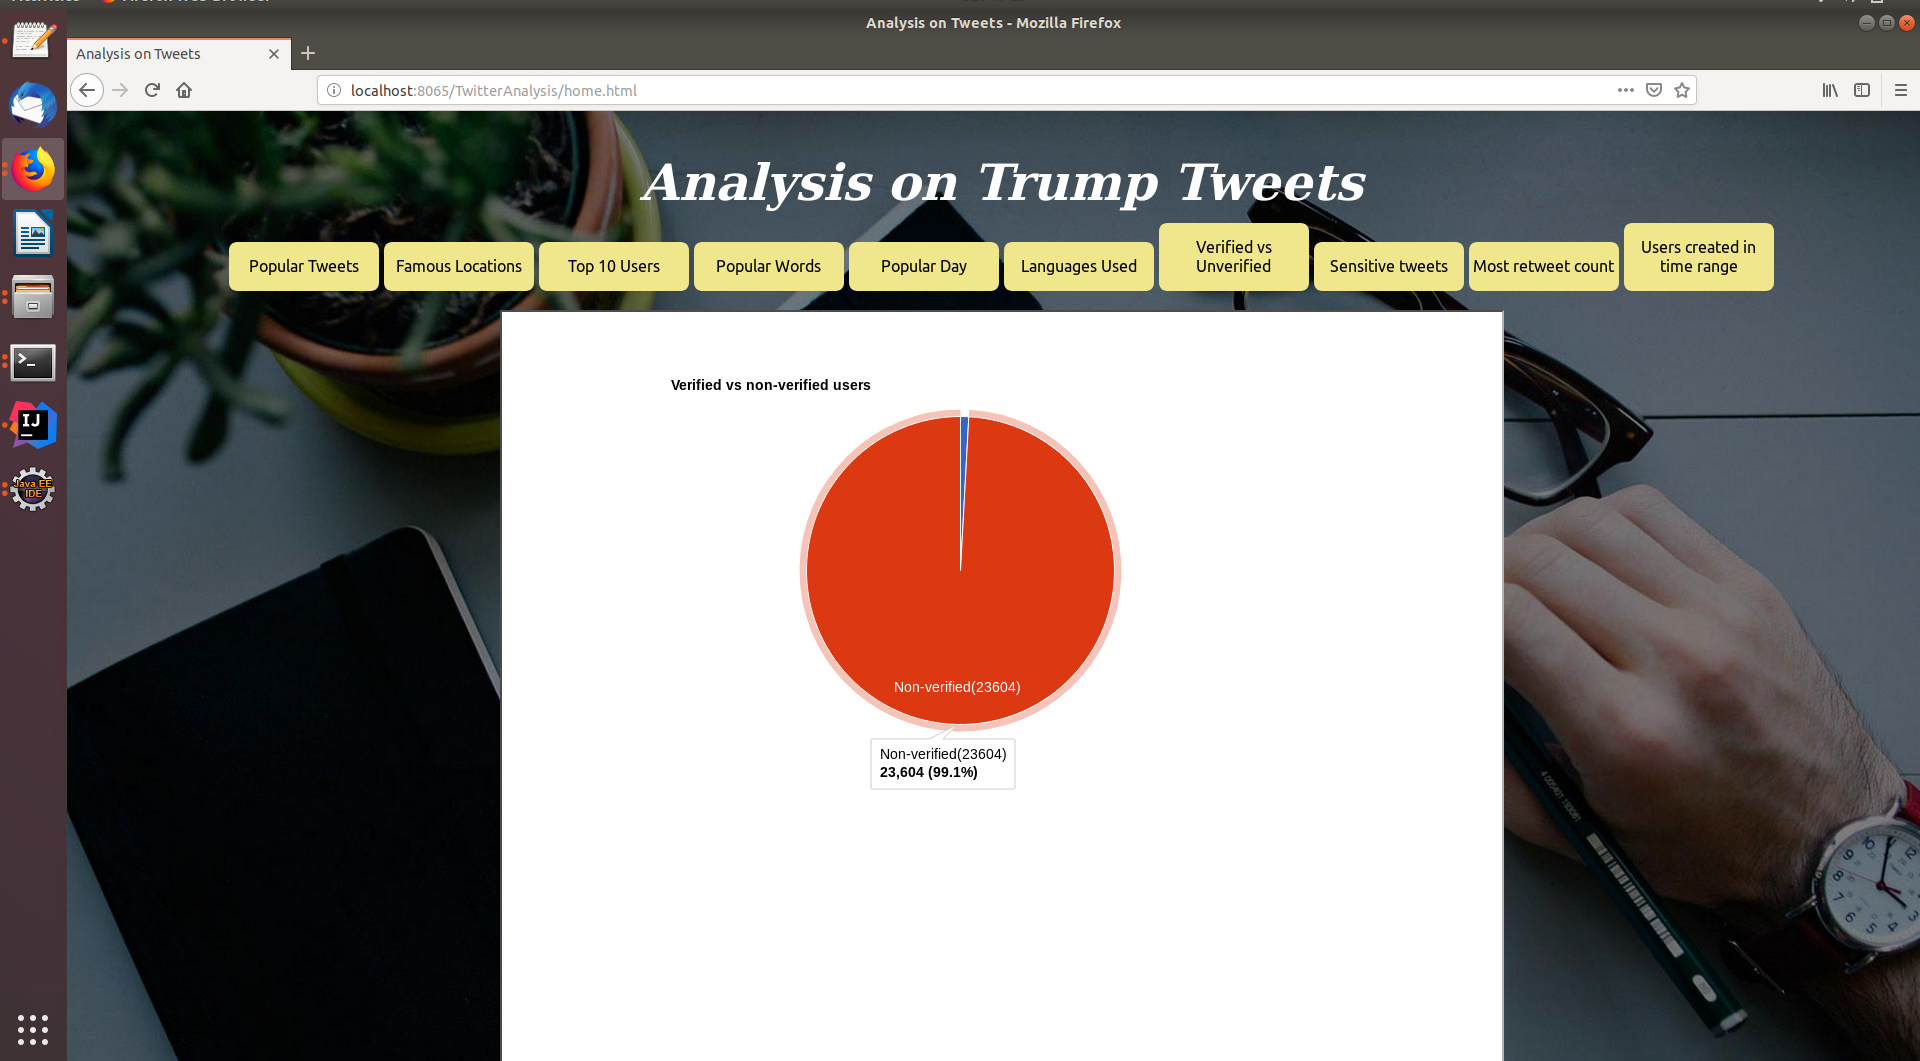 Analysis on Tweets - Mozilla Firefox
Analysis on Tweets
localhost:8065/TwitterAnalysis/home.html
Analysis on Trump Tweets
Popular Tweets
Famous Locations
Top 10 Users
Popular Words
Popular Day
Languages Used
Verified vs
Unverified
Sensitive tweets
Most retweet count
Users created in
time range
Verified vs non-verified users
Non-verified(23604)
Non-verified(23604)
23,604 (99.1%)
IJ
Java EE
IDE